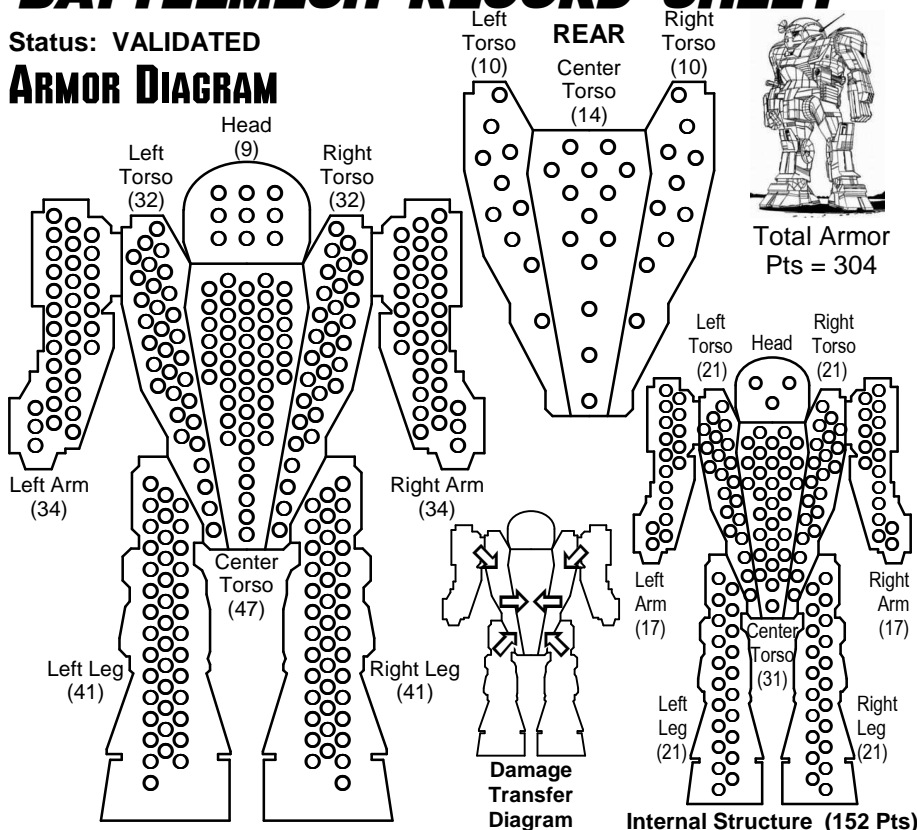 BATTLEMECH RECORD SHEET
Status: VALIDATED
ARMOR DIAGRAM
Head
(9)
Left
Torso
(32)
Right
Torso
(32)
Left Arm
(34)
Right Arm
(34)
Center
Torso
(47)
Left Leg
(41)
Right Leg
(41)
REAR
Left
Torso
(10)
Center
Torso
(14)
Right
Torso
(10)
Total Armor
Pts = 304
Damage
Transfer
Diagram
Left
Torso
(21)
Head
Right
Torso
(21)
Left
Arm
(17)
Right
Arm
(17)
Center
Torso
(31)
Left
Leg
(21)
Right
Leg
(21)
Internal Structure (152 Pts)